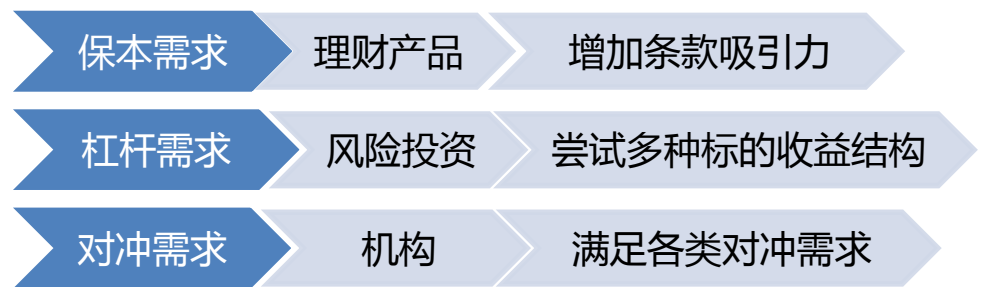 保本需求 理财产品 增加条款吸引力
杠杆需求 风险投资 尝试多种标的收益结构
对冲需求 机构 满足各类对冲需求